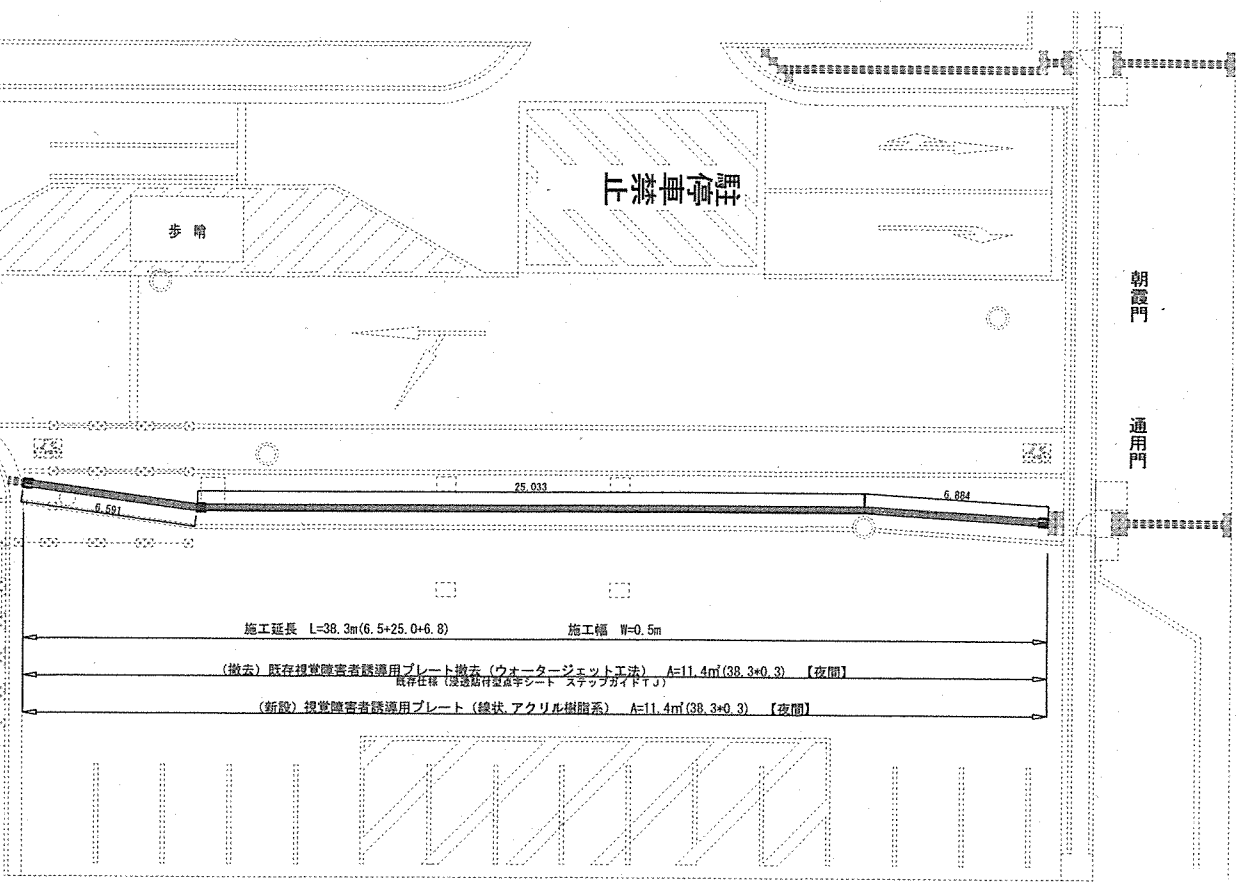 駐停車禁止
歩哨
朝霞門
通用門
25.033
6.884
6.591
施工延長 L=38.3m(6.5+25.0+6.8) 施工幅 W=0.5m
(撤去) 既存視覚障害者誘導用プレート撤去 (ウォータージェット工法) A=11.4㎡(38.3*0.3) 【夜間】
既存仕様 (浸透貼付型点字シート ステップガイドTJ)
(新設) 視覚障害者誘導用プレート (線状,アクリル樹脂系) A=11.4㎡(38.3*0.3) 【夜間】